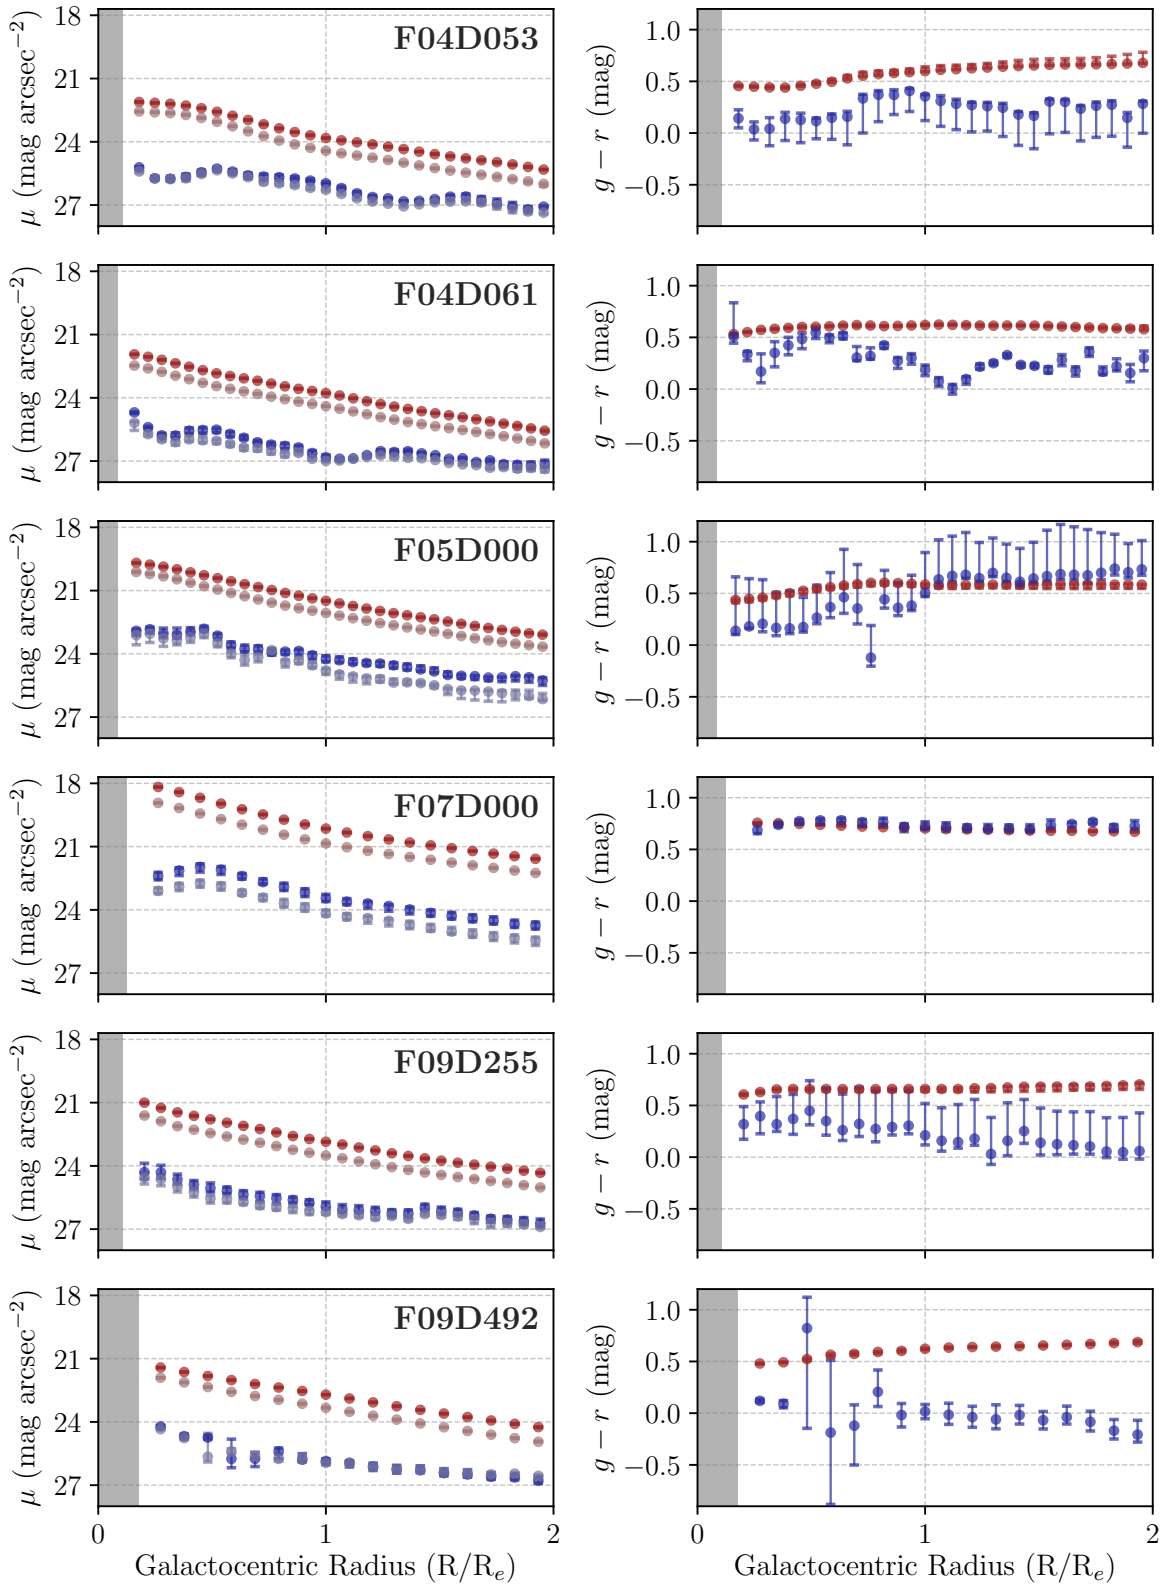 F04D053
18
21
24
27
μ (mag arcsec−2)
1.0
0.5
0.0
−0.5
g − r (mag)
F04D061
18
21
24
27
μ (mag arcsec−2)
1.0
0.5
0.0
−0.5
g − r (mag)
F05D000
18
21
24
27
μ (mag arcsec−2)
1.0
0.5
0.0
−0.5
g − r (mag)
F07D000
18
21
24
27
μ (mag arcsec−2)
1.0
0.5
0.0
−0.5
g − r (mag)
F09D255
18
21
24
27
μ (mag arcsec−2)
1.0
0.5
0.0
−0.5
g − r (mag)
F09D492
18
21
24
27
μ (mag arcsec−2)
1.0
0.5
0.0
−0.5
g − r (mag)
0 1 2
Galactocentric Radius (R/Re)
0 1 2
Galactocentric Radius (R/Re)